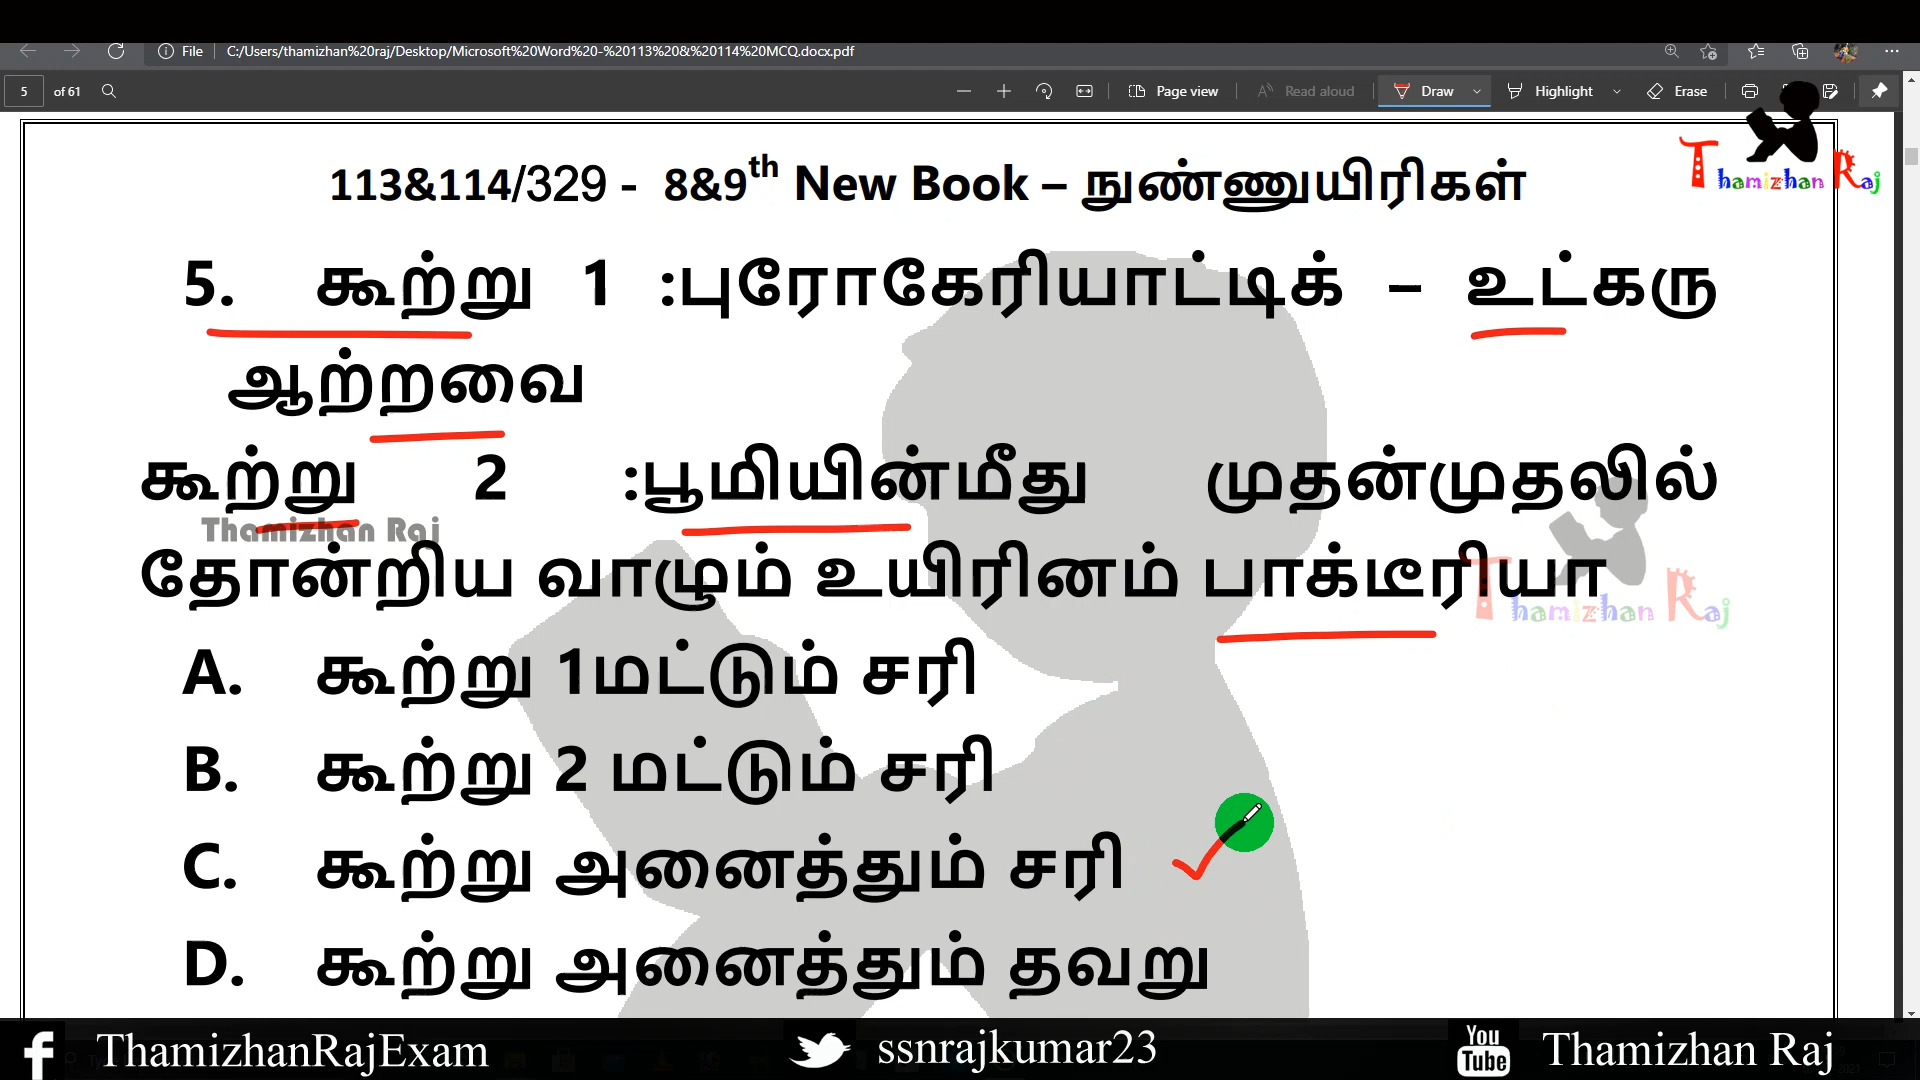 File C:/Users/thamizhan%20raj/Desktop/Microsoft%20Word%20-%20113%20&%20114%20MCQ.docx.pdf
5 of 61 Page view Read aloud Draw Highlight Erase
Thamizhan Raj
113&114/329 - 8&9th New Book – நுண்ணுயிரிகள்
5. கூற்று 1 :புரோகேரியாட்டிக் – உட்கரு
ஆற்றவை
கூற்று 2 :பூமியின்மீது முதன்முதலில்
Thamizhan Raj
தோன்றிய வாழும் உயிரினம் பாக்டீரியா
Thamizhan Raj
A. கூற்று 1மட்டும் சரி
B. கூற்று 2 மட்டும் சரி
C. கூற்று அனைத்தும் சரி
D. கூற்று அனைத்தும் தவறு
ThamizhanRajExam ssnrajkumar23 You Tube Thamizhan Raj